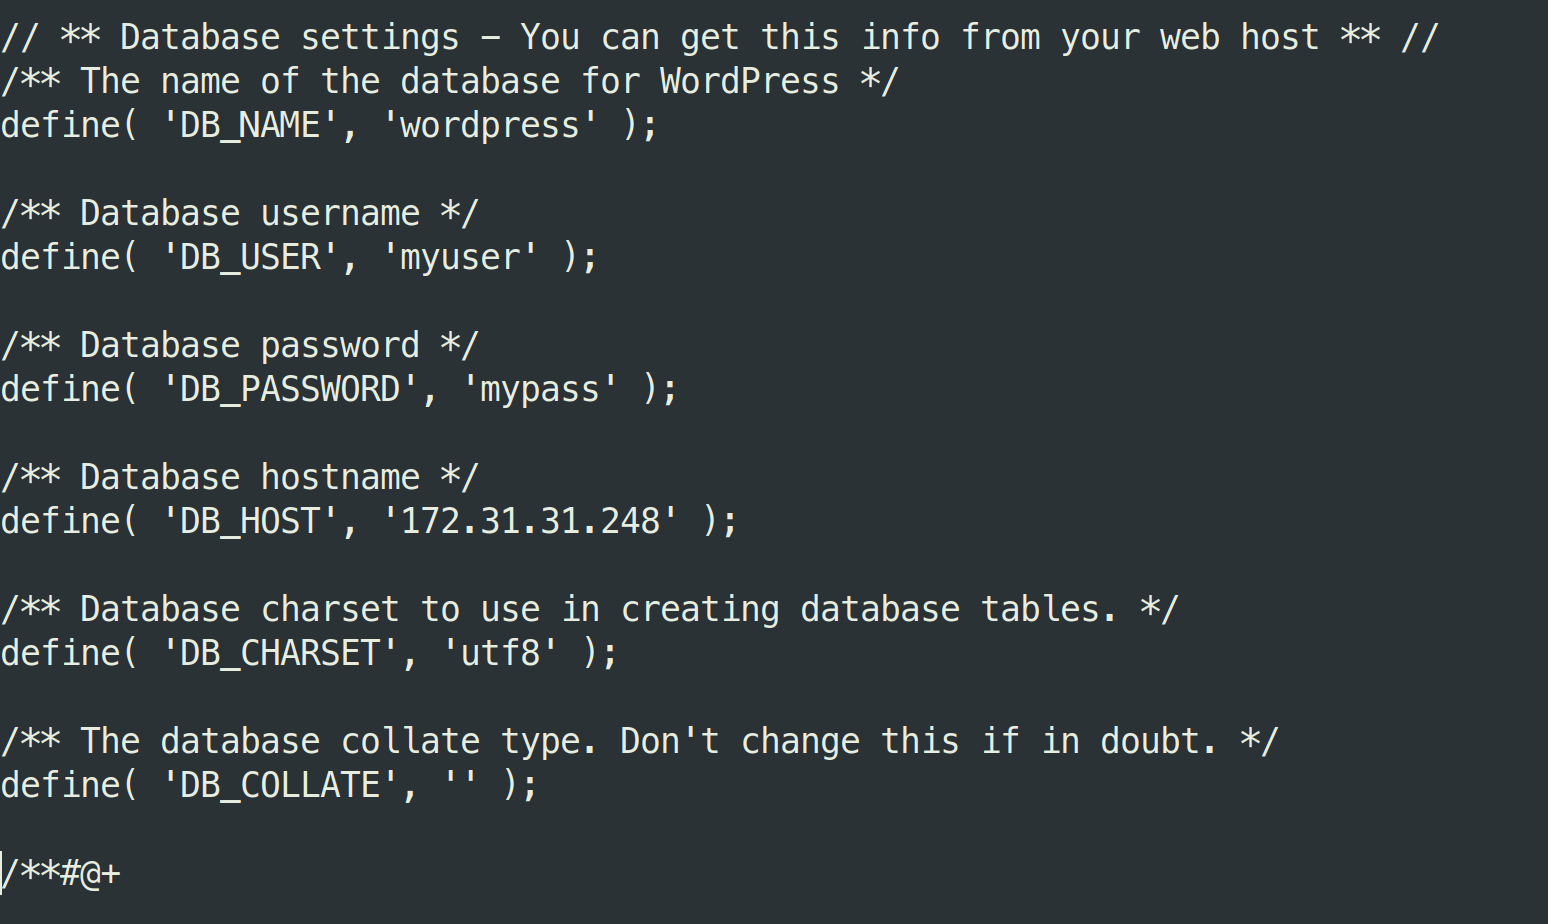 // ** Database settings - You can get this info from your web host ** //
/** The name of the database for WordPress */
define( 'DB_NAME', 'wordpress' );
/** Database username */
define( 'DB_USER', 'myuser' );
/** Database password */
define( 'DB_PASSWORD', 'mypass' );
/** Database hostname */
define( 'DB_HOST', '172.31.31.248' );
/** Database charset to use in creating database tables. */
define( 'DB_CHARSET', 'utf8' );
/** The database collate type. Don't change this if in doubt. */
define( 'DB_COLLATE', '' );
/**#@+